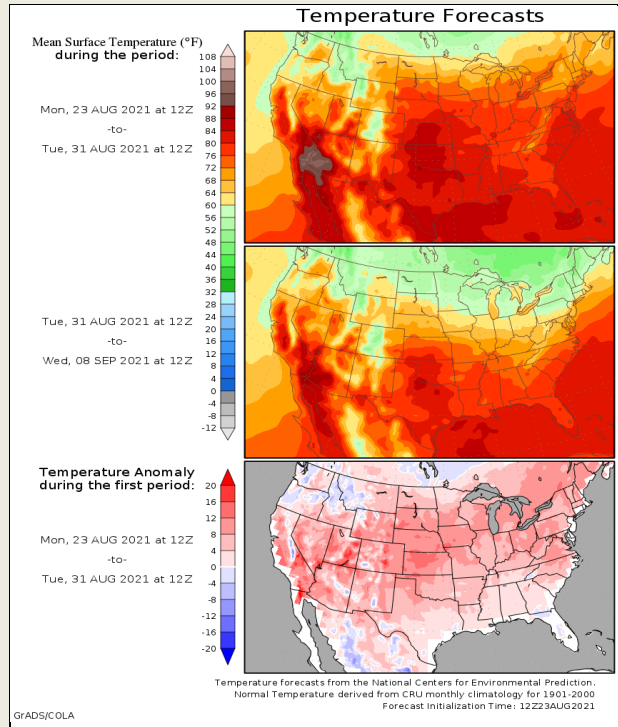 Temperature Forecasts
Mean Surface Temperature (°F)
during the period:
108
104
100
96
92
88
84
80
76
72
68
64
60
56
52
48
44
40
36
32
28
24
20
16
12
8
4
0
-4
-8
-12
Mon, 23 AUG 2021 at 12Z
-to-
Tue, 31 AUG 2021 at 12Z
Tue, 31 AUG 2021 at 12Z
-to-
Wed, 08 SEP 2021 at 12Z
Temperature Anomaly
during the first period:
20
16
12
8
4
0
-4
-8
-12
-16
-20
Mon, 23 AUG 2021 at 12Z
-to-
Tue, 31 AUG 2021 at 12Z
Temperature forecasts from the National Centers for Environmental Prediction.
Normal Temperature derived from CRU monthly climatology for 1901-2000
Forecast Initialization Time: 12Z23AUG2021
GrADS/COLA